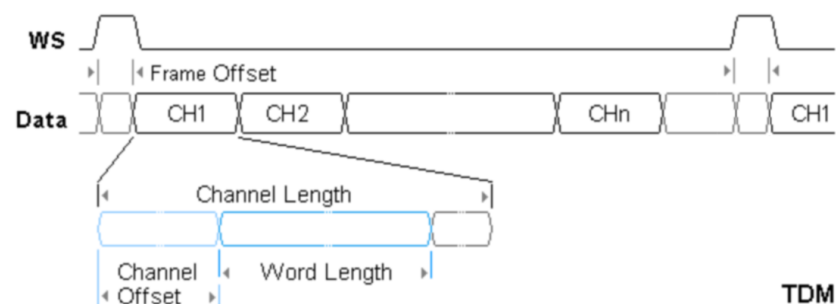 WS
Frame Offset
Data
CH1
CH2
CHn
CH1
Channel Length
Channel
Offset
Word Length
TDM